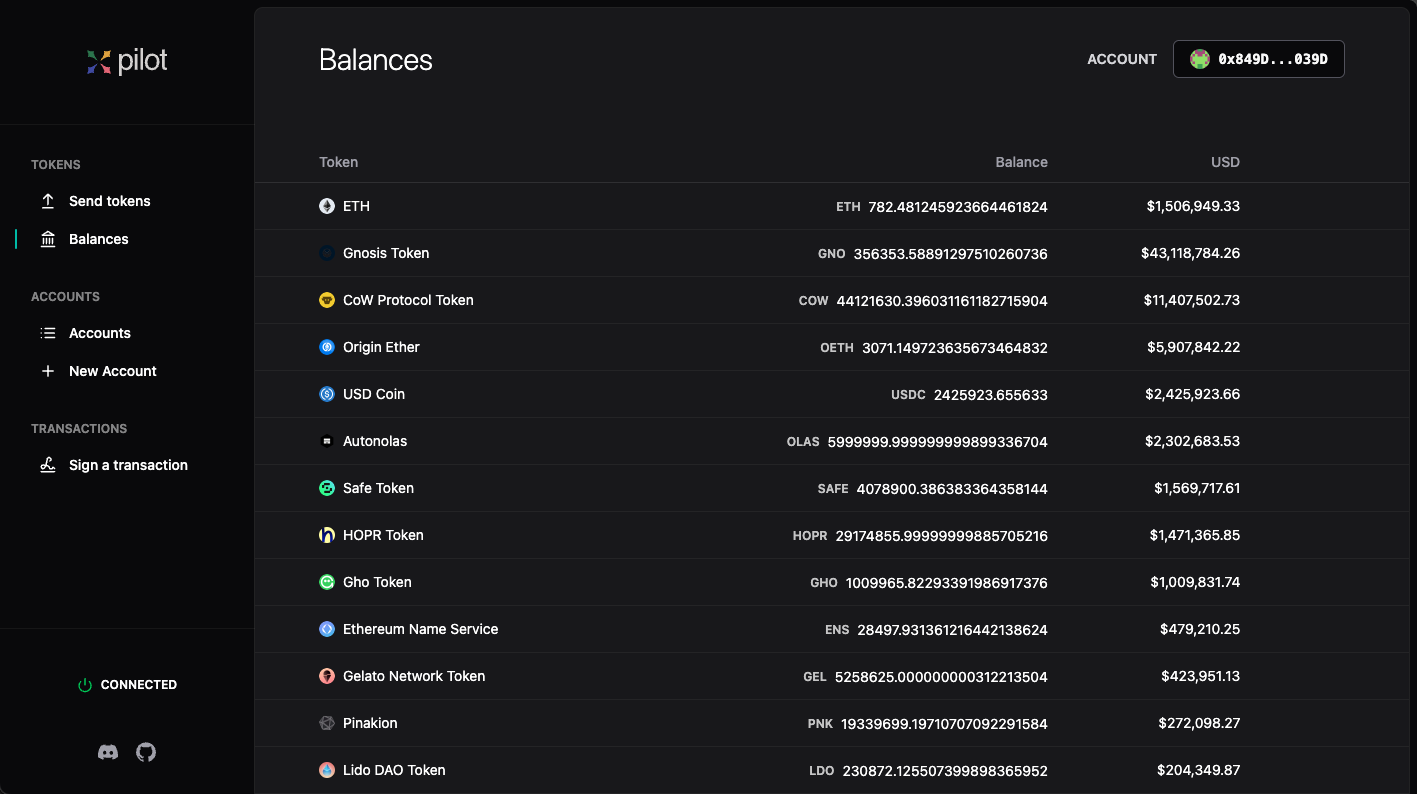 pilot
TOKENS
Send tokens
Balances
ACCOUNTS
Accounts
New Account
TRANSACTIONS
Sign a transaction
CONNECTED
Balances
ACCOUNT 0x849D...039D
Token Balance USD
ETH ETH 782.481245923664461824 $1,506,949.33
Gnosis Token GNO 356353.58891297510260736 $43,118,784.26
CoW Protocol Token COW 44121630.396031161182715904 $11,407,502.73
Origin Ether OETH 3071.149723635673464832 $5,907,842.22
USD Coin USDC 2425923.655633 $2,425,923.66
Autonolas OLAS 5999999.999999999899336704 $2,302,683.53
Safe Token SAFE 4078900.386383364358144 $1,569,717.61
HOPR Token HOPR 29174855.99999999885705216 $1,471,365.85
Gho Token GHO 1009965.82293391986917376 $1,009,831.74
Ethereum Name Service ENS 28497.931361216442138624 $479,210.25
Gelato Network Token GEL 5258625.000000000312213504 $423,951.13
Pinakion PNK 19339699.19710707092291584 $272,098.27
Lido DAO Token LDO 230872.125507399898365952 $204,349.87